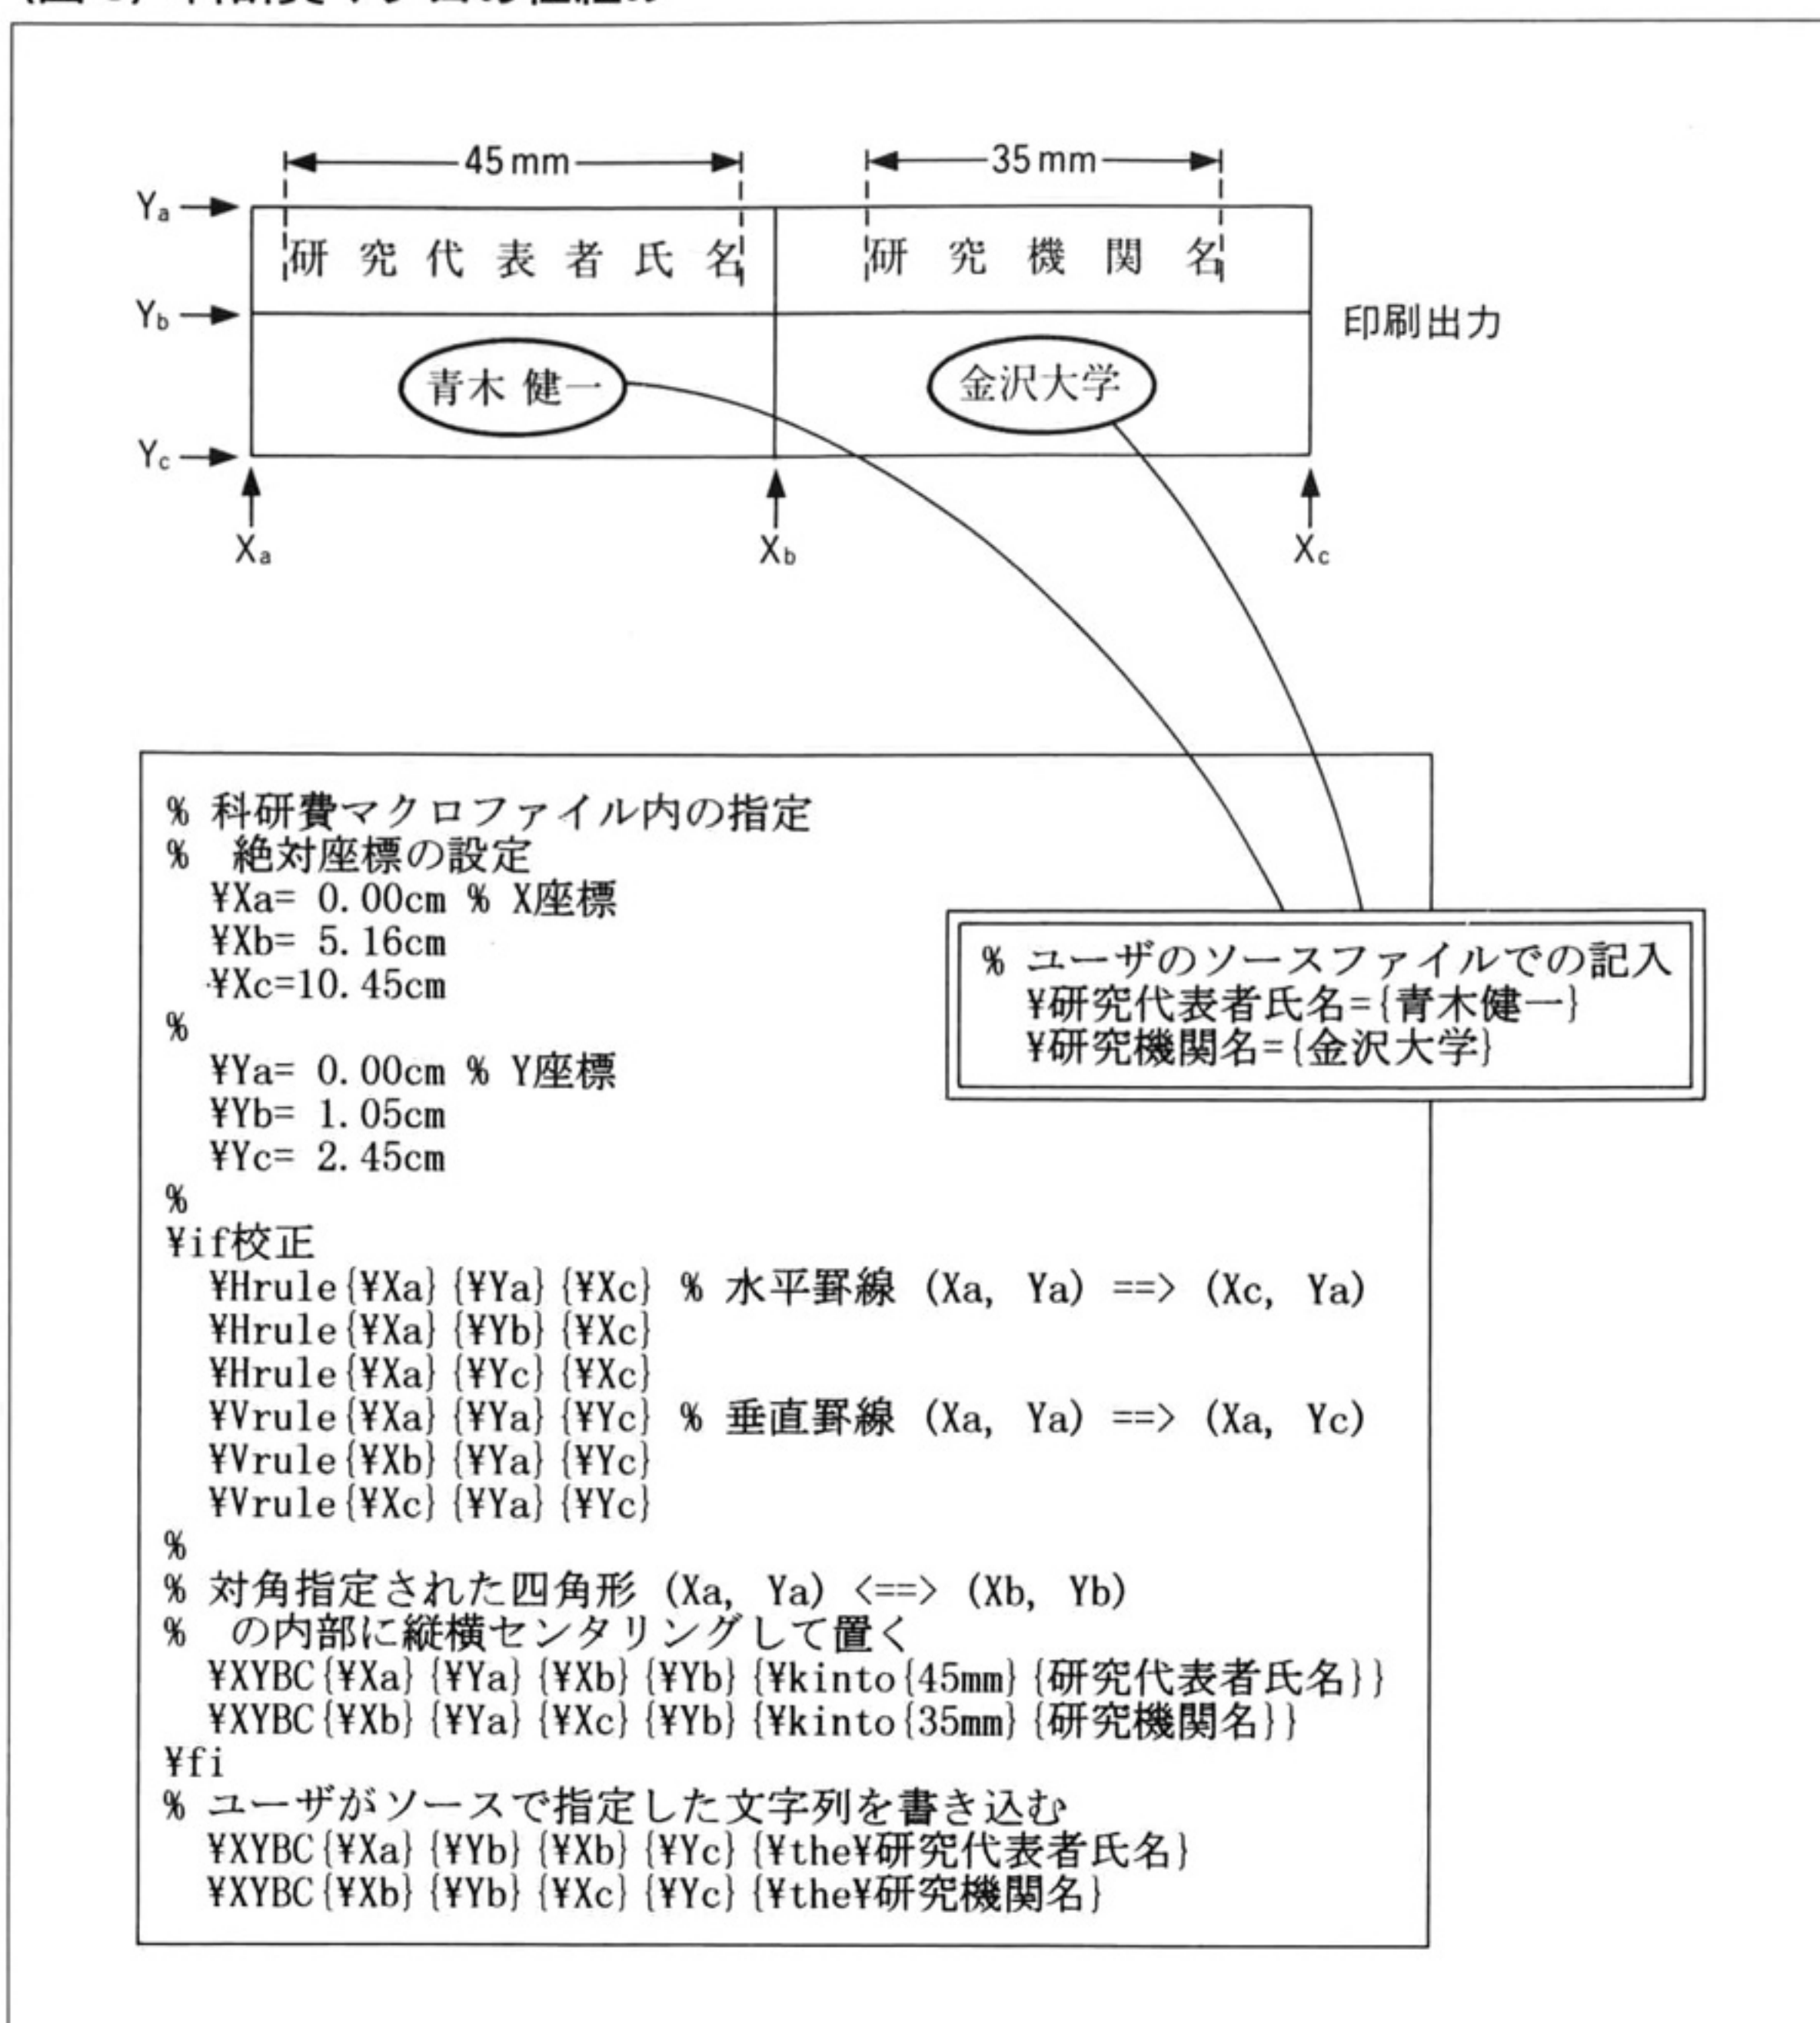 45mm
35mm
Ya
研究代表者氏名
研究機関名
Yb
印刷出力
青木 健一
金沢大学
Yc
Xa
Xb
Xc
% 科研費マクロファイル内の指定
%  絶対座標の設定
  ¥Xa= 0.00cm % X座標
  ¥Xb= 5.16cm
  ¥Xc=10.45cm
%
  ¥Ya= 0.00cm % Y座標
  ¥Yb= 1.05cm
  ¥Yc= 2.45cm
%
¥if校正
  ¥Hrule{¥Xa}{¥Ya}{¥Xc} % 水平罫線 (Xa, Ya) ==> (Xc, Ya)
  ¥Hrule{¥Xa}{¥Yb}{¥Xc}
  ¥Hrule{¥Xa}{¥Yc}{¥Xc}
  ¥Vrule{¥Xa}{¥Ya}{¥Yc} % 垂直罫線 (Xa, Ya) ==> (Xa, Yc)
  ¥Vrule{¥Xb}{¥Ya}{¥Yc}
  ¥Vrule{¥Xc}{¥Ya}{¥Yc}
%
% 対角指定された四角形 (Xa, Ya) <==> (Xb, Yb)
%  の内部に縦横センタリングして置く
  ¥XYBC{¥Xa}{¥Ya}{¥Xb}{¥Yb}{¥kinto{45mm}{研究代表者氏名}}
  ¥XYBC{¥Xb}{¥Ya}{¥Xc}{¥Yb}{¥kinto{35mm}{研究機関名}}
¥fi
% ユーザがソースで指定した文字列を書き込む
  ¥XYBC{¥Xa}{¥Yb}{¥Xb}{¥Yc}{¥the¥研究代表者氏名}
  ¥XYBC{¥Xb}{¥Yb}{¥Xc}{¥Yc}{¥the¥研究機関名}
% ユーザのソースファイルでの記入
  ¥研究代表者氏名={青木健一}
  ¥研究機関名={金沢大学}